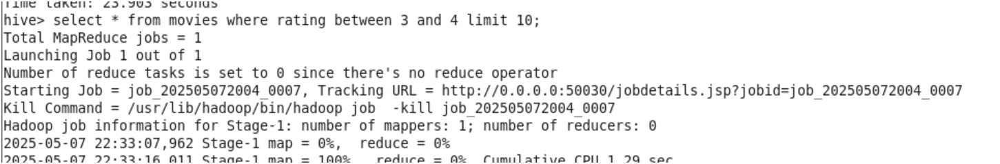 Time taken: 23.903 seconds
hive> select * from movies where rating between 3 and 4 limit 10;
Total MapReduce jobs = 1
Launching Job 1 out of 1
Number of reduce tasks is set to 0 since there's no reduce operator
Starting Job = job_202505072004_0007, Tracking URL = http://0.0.0.0:50030/jobdetails.jsp?jobid=job_202505072004_0007
Kill Command = /usr/lib/hadoop/bin/hadoop job  -kill job_202505072004_0007
Hadoop job information for Stage-1: number of mappers: 1; number of reducers: 0
2025-05-07 22:33:07,962 Stage-1 map = 0%,  reduce = 0%
2025-05-07 22:33:16,011 Stage-1 map = 100%,  reduce = 0%, Cumulative CPU 1.29 sec